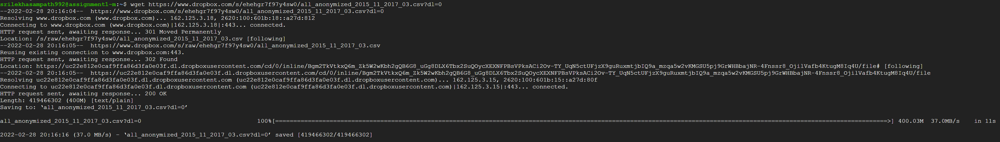 srilekhasampath992@assignment1-m:~$ wget https://www.dropbox.com/s/ehehgr7f97y4sw0/all_anonymized_2015_11_2017_03.csv?dl=0
--2022-02-28 20:16:04--  https://www.dropbox.com/s/ehehgr7f97y4sw0/all_anonymized_2015_11_2017_03.csv?dl=0
Resolving www.dropbox.com (www.dropbox.com)... 162.125.3.18, 2620:100:601b:18::a27d:812
Connecting to www.dropbox.com (www.dropbox.com)|162.125.3.18|:443... connected.
HTTP request sent, awaiting response... 301 Moved Permanently
Location: /s/raw/ehehgr7f97y4sw0/all_anonymized_2015_11_2017_03.csv [following]
--2022-02-28 20:16:05--  https://www.dropbox.com/s/raw/ehehgr7f97y4sw0/all_anonymized_2015_11_2017_03.csv
Reusing existing connection to www.dropbox.com:443.
HTTP request sent, awaiting response... 302 Found
Location: https://uc22e812e0caf9ffa86d3fa0e03f.dl.dropboxusercontent.com/cd/0/inline/Bgm2TkVtkxQ6m_Zk5W2wKbh2gQB6G8_uGg8DLX6Tbx2SuQOycXEXNFPBsVPksACi2Ov-TY_UqN5ctUFjzX9guRuxmtjbIQ9a_mzqa5w2vKMGSU5pj9GrWHBbajNR-4Fnssr8_OjilVafb4KtugM8Iq4U/file# [following]
--2022-02-28 20:16:05--  https://uc22e812e0caf9ffa86d3fa0e03f.dl.dropboxusercontent.com/cd/0/inline/Bgm2TkVtkxQ6m_Zk5W2wKbh2gQB6G8_uGg8DLX6Tbx2SuQOycXEXNFPBsVPksACi2Ov-TY_UqN5ctUFjzX9guRuxmtjbIQ9a_mzqa5w2vKMGSU5pj9GrWHBbajNR-4Fnssr8_OjilVafb4KtugM8Iq4U/file
Resolving uc22e812e0caf9ffa86d3fa0e03f.dl.dropboxusercontent.com (uc22e812e0caf9ffa86d3fa0e03f.dl.dropboxusercontent.com)... 162.125.3.15, 2620:100:601b:15::a27d:80f
Connecting to uc22e812e0caf9ffa86d3fa0e03f.dl.dropboxusercontent.com (uc22e812e0caf9ffa86d3fa0e03f.dl.dropboxusercontent.com)|162.125.3.15|:443... connected.
HTTP request sent, awaiting response... 200 OK
Length: 419466302 (400M) [text/plain]
Saving to: ‘all_anonymized_2015_11_2017_03.csv?dl=0’
all_anonymized_2015_11_2017_03.csv?dl=0 100%[=====================================================>] 400.03M 37.0MB/s in 11s
2022-02-28 20:16:16 (37.0 MB/s) - ‘all_anonymized_2015_11_2017_03.csv?dl=0’ saved [419466302/419466302]